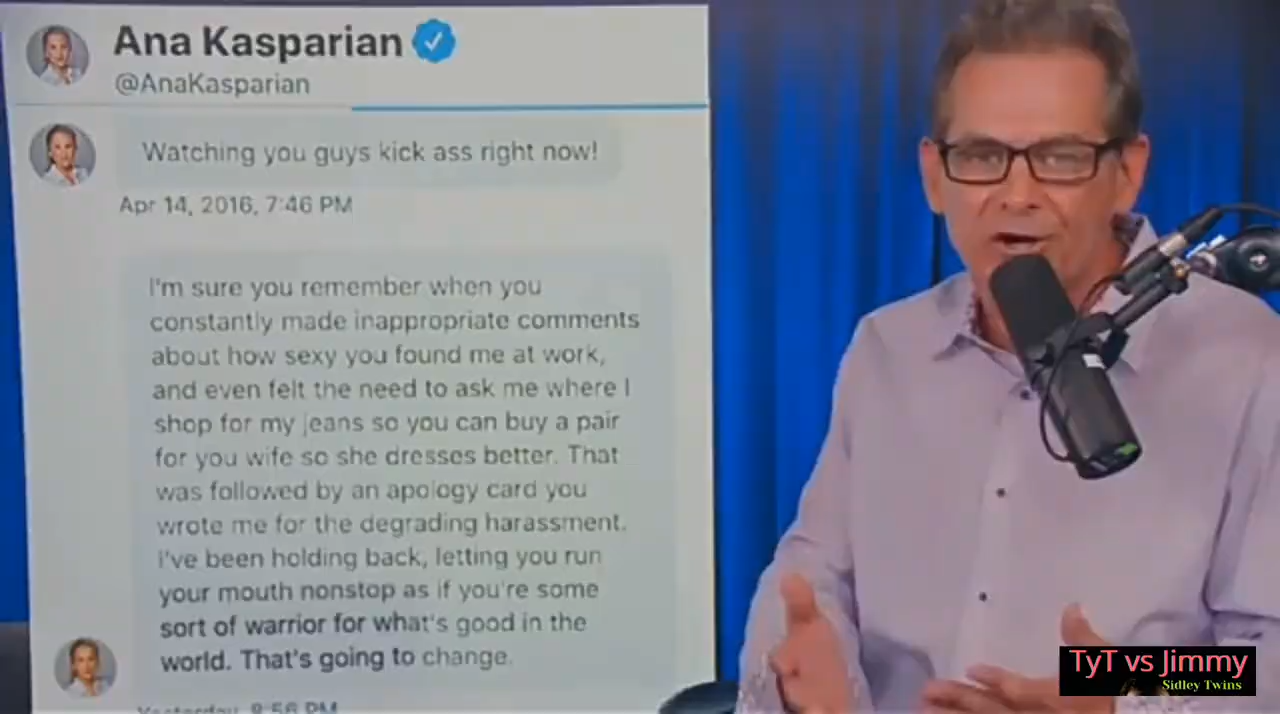 Ana Kasparian
@AnaKasparian
Watching you guys kick ass right now!
Apr 14, 2016, 7:46 PM
I'm sure you remember when you
constantly made inappropriate comments
about how sexy you found me at work,
and even felt the need to ask me where I
shop for my jeans so you can buy a pair
for you wife so she dresses better. That
was followed by an apology card you
wrote me for the degrading harassment.
I've been holding back, letting you run
your mouth nonstop as if you're some
sort of warrior for what's good in the
world. That's going to change.
Yesterday, 8:56 PM
TyT vs Jimmy
Sidley Twins